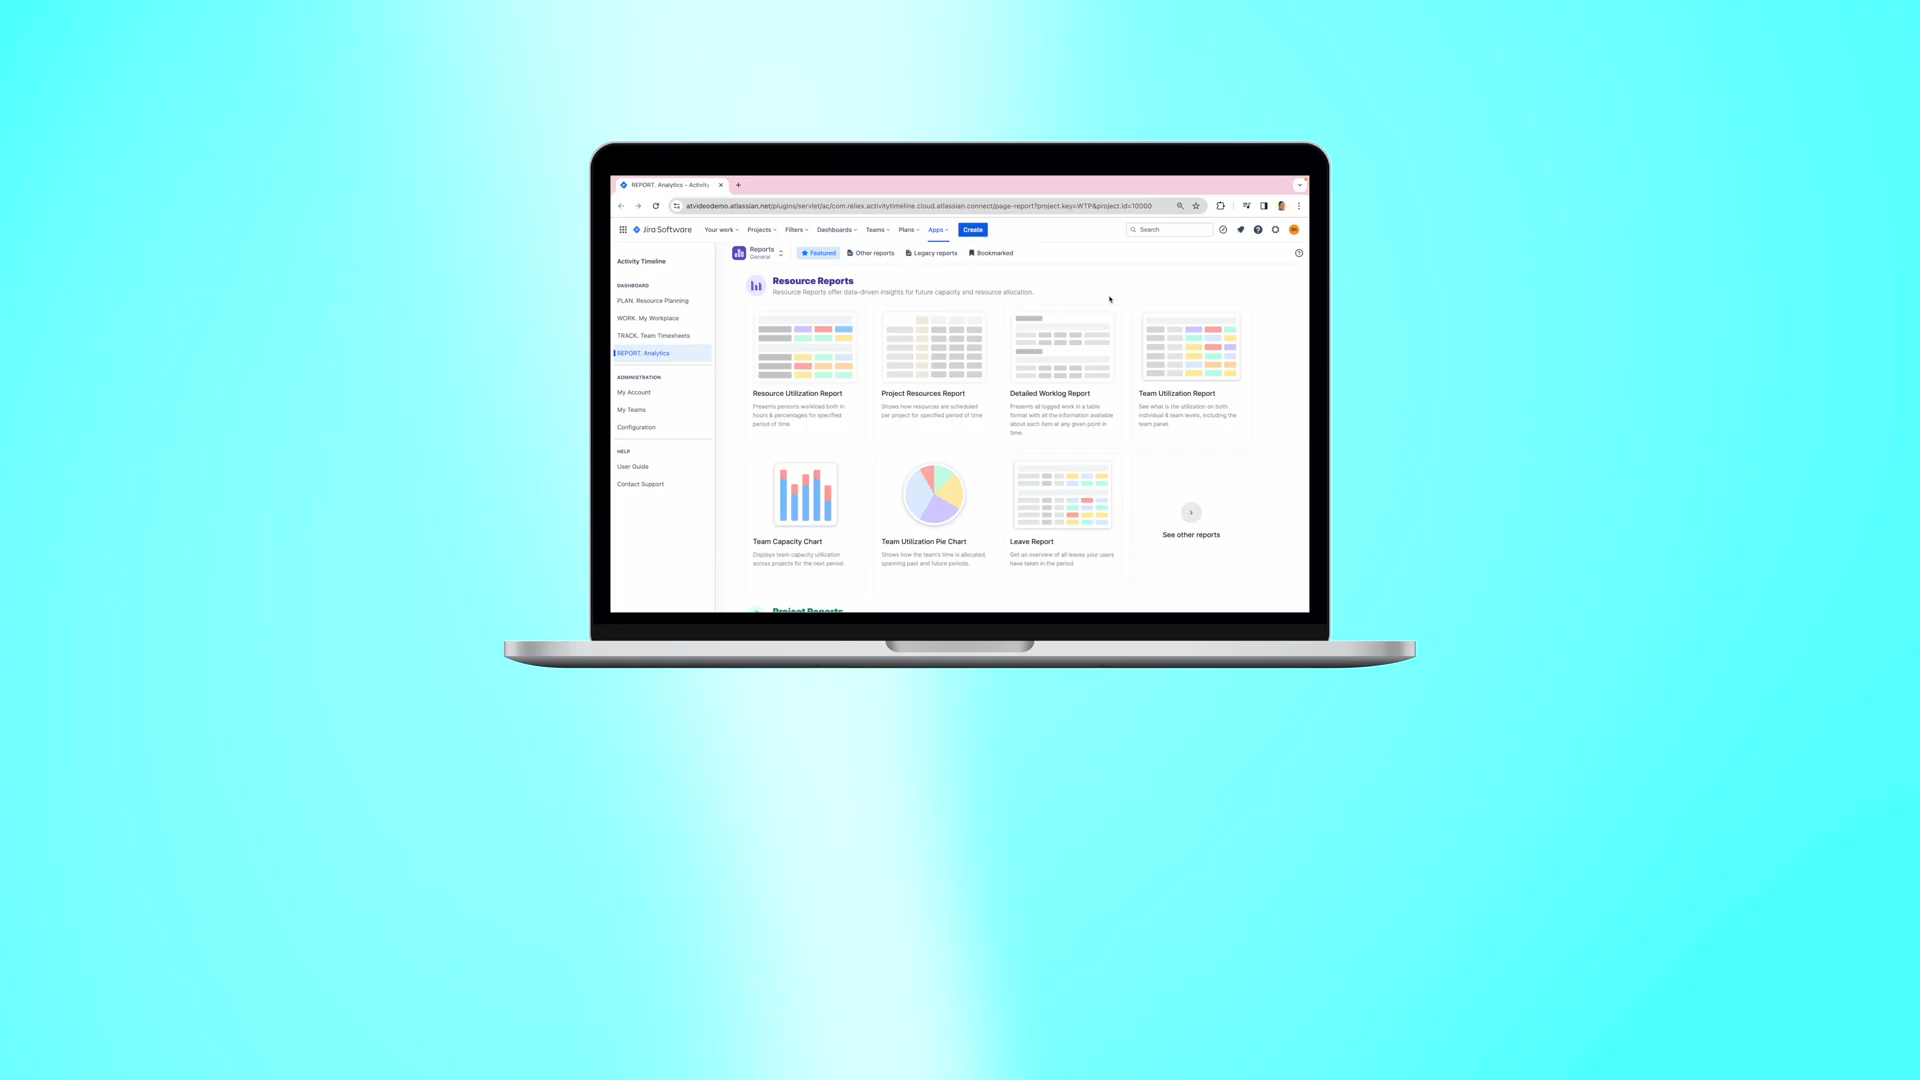 REPORT. Analytics - Activity
atvideodemo.atlassian.net/plugins/servlet/ac/com.reliex.activitytimeline.cloud.atlassian.connect/page-report?project.key=WTP&project.id=10000
Jira Software
Your work
Projects
Filters
Dashboards
Teams
Plans
Apps
Create
Search
Activity Timeline
DASHBOARD
PLAN. Resource Planning
WORK. My Workplace
TRACK. Team Timesheets
REPORT. Analytics
ADMINISTRATION
My Account
My Teams
Configuration
HELP
User Guide
Contact Support
Reports
General
Featured
Other reports
Legacy reports
Bookmarked
Resource Reports
Resource Reports offer data-driven insights for future capacity and resource allocation.
Resource Utilization Report
Presents person's workload both in
hours & percentages for specified
period of time.
Project Resources Report
Shows how resources are scheduled
per project for specified period of time
Detailed Worklog Report
Presents all logged work in a table
format with all the information available
about each item at any given point in
time.
Team Utilization Report
See what is the utilization on both
individual & team levels, including the
team panel.
Team Capacity Chart
Displays team capacity utilization
across projects for the next period.
Team Utilization Pie Chart
Shows how the team's time is allocated,
spanning past and future periods.
Leave Report
Get an overview of all leaves your users
have taken in the period.
See other reports
Project Reports